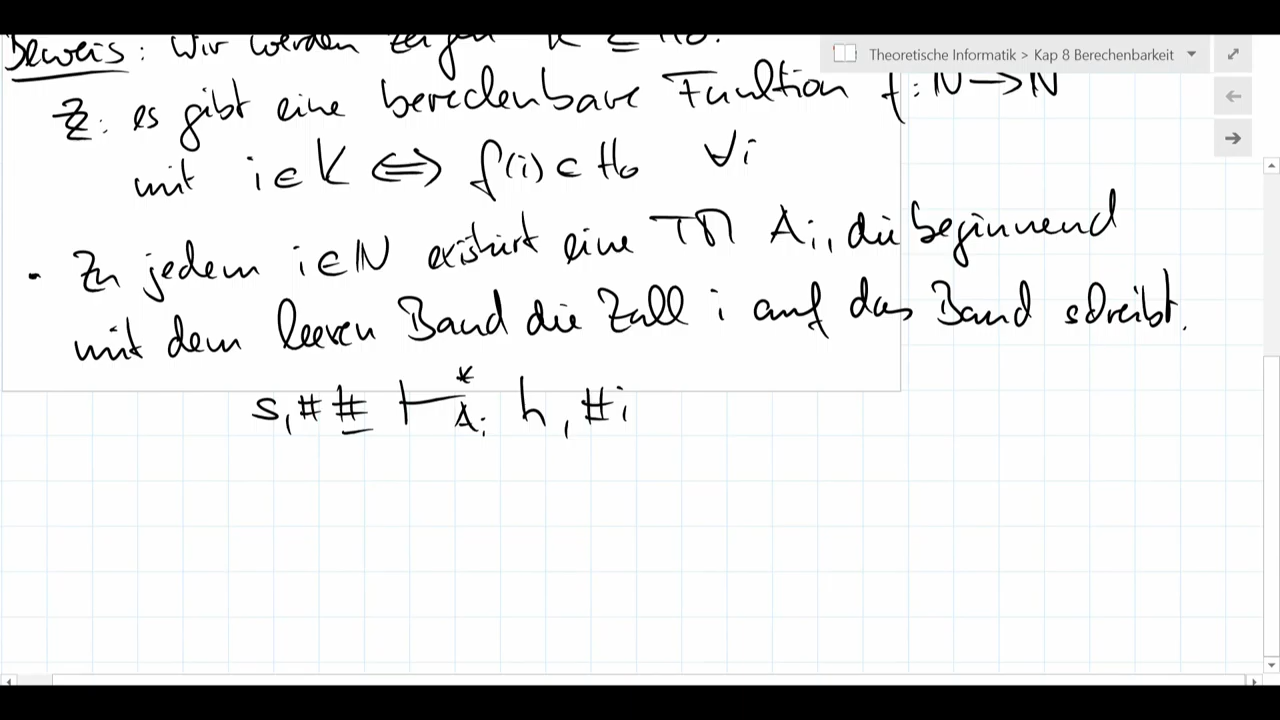 Beweis: Wir werden zeigen K ≤ H₀.
Theoretische Informatik > Kap 8 Berechenbarkeit
Z: es gibt eine berechenbare Funktion f: ℕ → ℕ
mit i ∈ K ⇔ f(i) ∈ H₀ ∀i
• Zu jedem i ∈ ℕ existiert eine TM Aᵢ, die beginnend
mit dem leeren Band die Zahl i auf das Band schreibt.
s, # # ⊢* Aᵢ h, #i